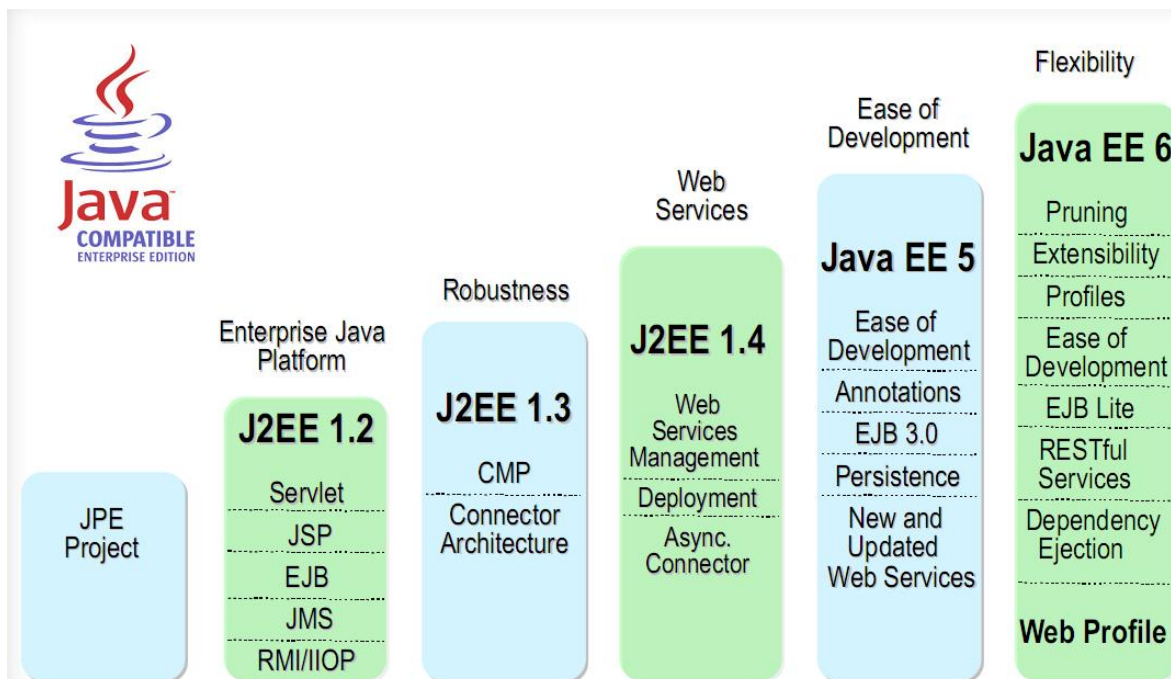 Java™
COMPATIBLE
ENTERPRISE EDITION
JPE
Project
Enterprise Java
Platform
J2EE 1.2
Servlet
JSP
EJB
JMS
RMI/IIOP
Robustness
J2EE 1.3
CMP
Connector
Architecture
Web
Services
J2EE 1.4
Web
Services
Management
Deployment
Async.
Connector
Ease of
Development
Java EE 5
Ease of
Development
Annotations
EJB 3.0
Persistence
New and
Updated
Web Services
Flexibility
Java EE 6
Pruning
Extensibility
Profiles
Ease of
Development
EJB Lite
RESTful
Services
Dependency
Ejection
Web Profile